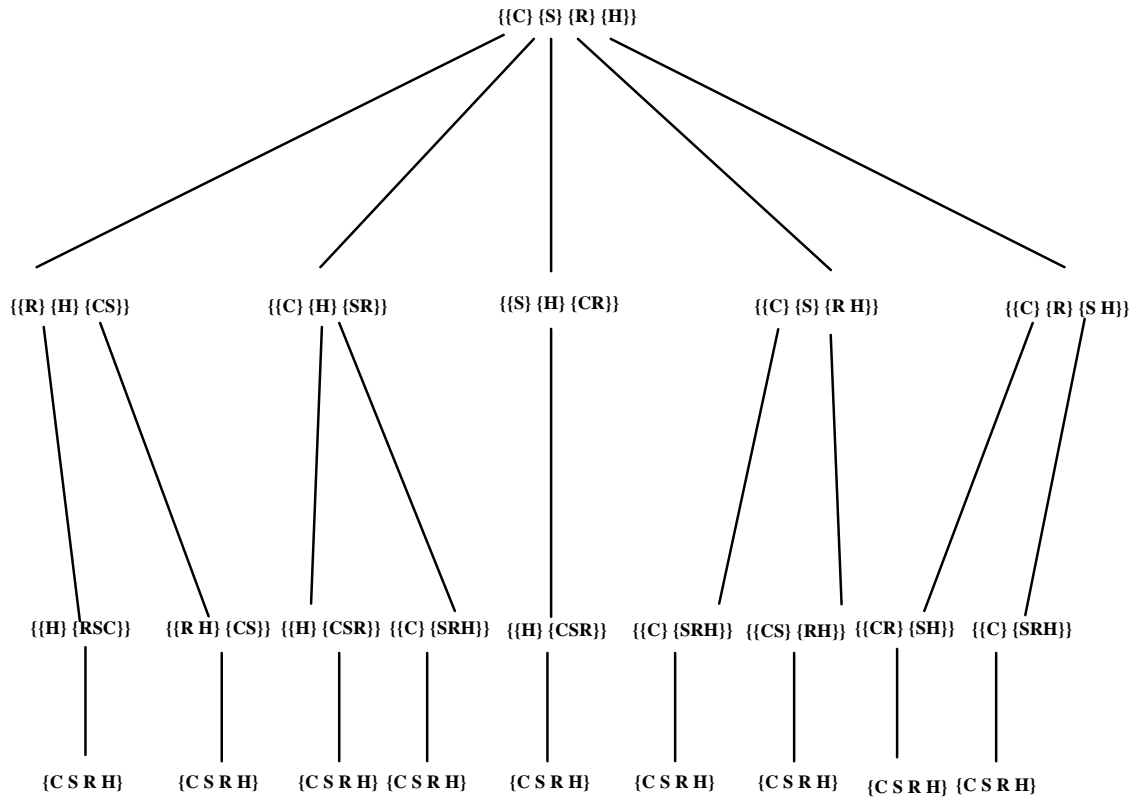 {{C} {S} {R} {H}}
{{R} {H} {CS}} {{C} {H} {SR}} {{S} {H} {CR}} {{C} {S} {R H}} {{C} {R} {S H}}
{{H} {RSC}} {{R H} {CS}} {{H} {CSR}} {{C} {SRH}} {{H} {CSR}} {{C} {SRH}} {{CS} {RH}} {{CR} {SH}} {{C} {SRH}}
{C S R H} {C S R H} {C S R H} {C S R H} {C S R H} {C S R H} {C S R H} {C S R H} {C S R H}